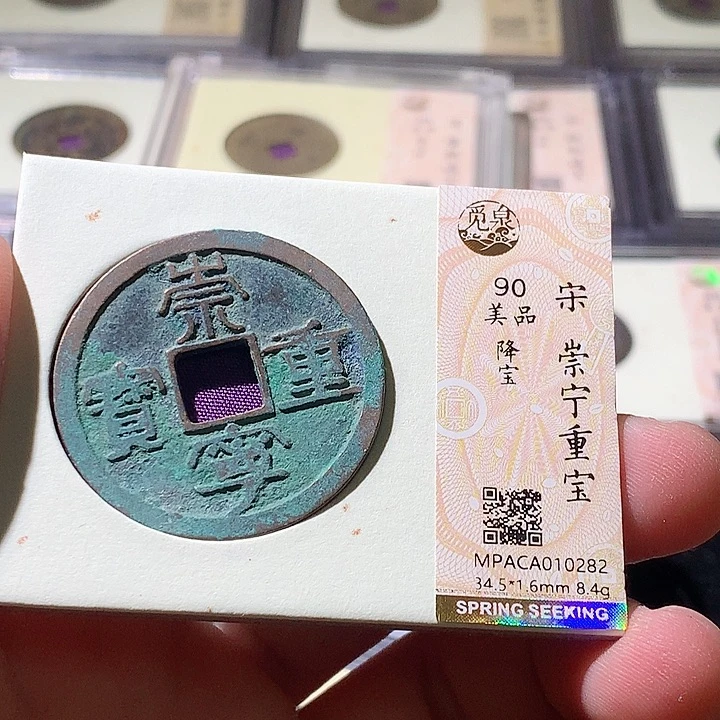 崇
重
寧
寶
觅泉
宋 崇宁重宝
90
美品
降宝
MPACA010282
34.5*1.6mm 8.4g
SPRING SEEKING